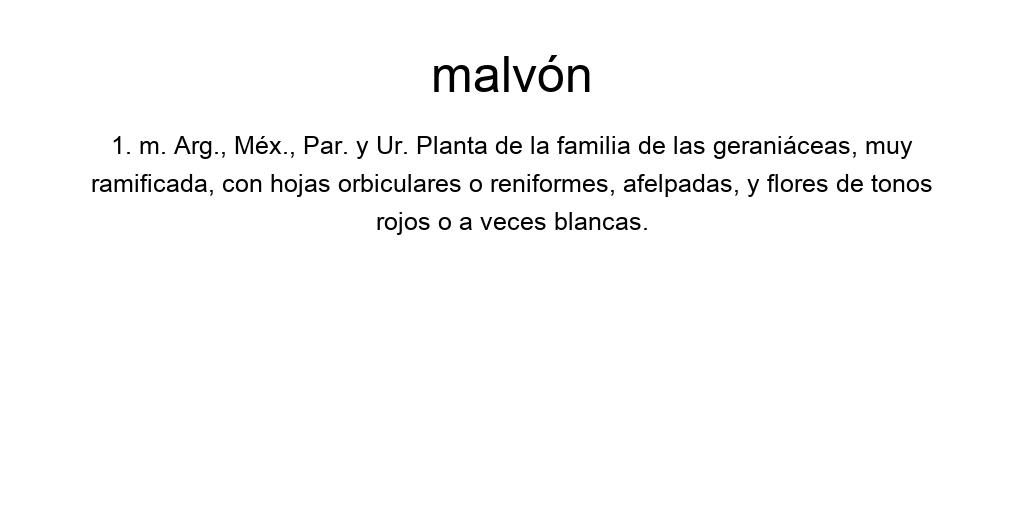 malvón
1. m. Arg., Méx., Par. y Ur. Planta de la familia de las geraniáceas, muy
ramificada, con hojas orbiculares o reniformes, afelpadas, y flores de tonos
rojos o a veces blancas.